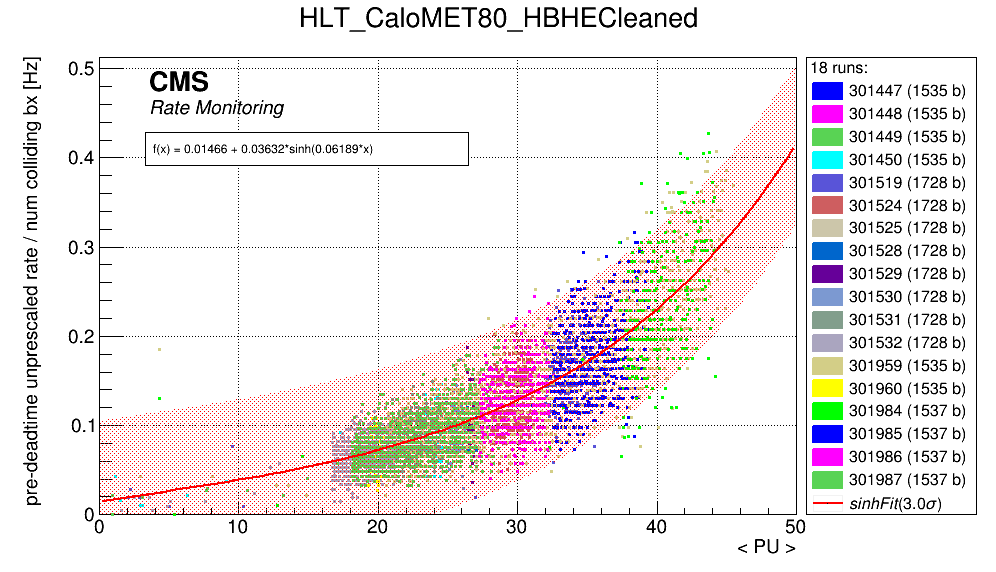 HLT_CaloMET80_HBHECleaned
pre-deadtime unprescaled rate / num colliding bx [Hz]
0.5
0.4
0.3
0.2
0.1
0
CMS
Rate Monitoring
f(x) = 0.01466 + 0.03632*sinh(0.06189*x)
0 10 20 30 40 50
< PU >
18 runs:
301447 (1535 b)
301448 (1535 b)
301449 (1535 b)
301450 (1535 b)
301519 (1728 b)
301524 (1728 b)
301525 (1728 b)
301528 (1728 b)
301529 (1728 b)
301530 (1728 b)
301531 (1728 b)
301532 (1728 b)
301959 (1535 b)
301960 (1535 b)
301984 (1537 b)
301985 (1537 b)
301986 (1537 b)
301987 (1537 b)
sinhFit(3.0σ)